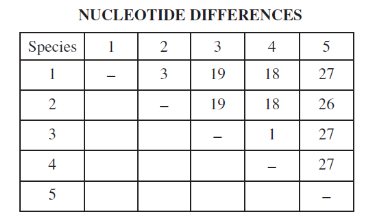 NUCLEOTIDE DIFFERENCES
Species 1 2 3 4 5
1 – 3 19 18 27
2 – 19 18 26
3 – 1 27
4 – 27
5 –